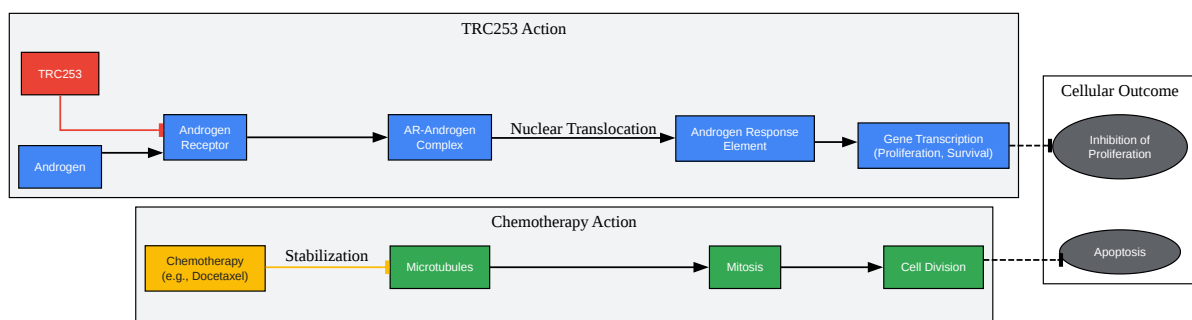 TRC253 Action
TRC253
Androgen
Androgen
Receptor
AR-Androgen
Complex
Nuclear Translocation
Androgen Response
Element
Gene Transcription
(Proliferation, Survival)
Cellular Outcome
Inhibition of
Proliferation
Apoptosis
Chemotherapy Action
Chemotherapy
(e.g., Docetaxel)
Stabilization
Microtubules
Mitosis
Cell Division